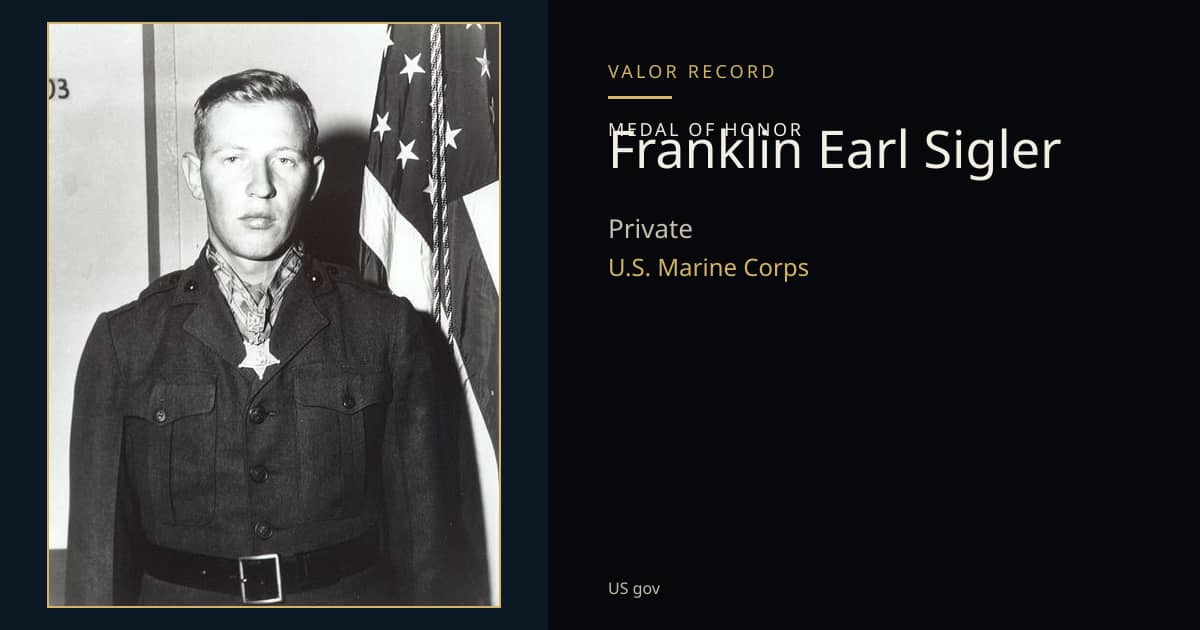 03
VALOR RECORD
MEDAL OF HONOR
Franklin Earl Sigler
Private
U.S. Marine Corps
US gov